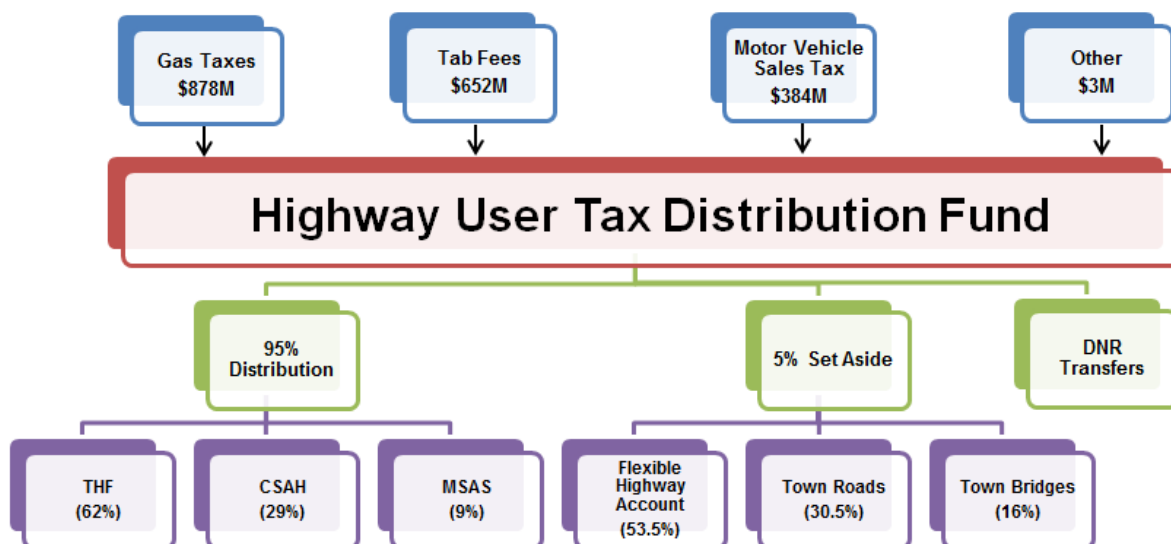 Gas Taxes
$878M
Tab Fees
$652M
Motor Vehicle
Sales Tax
$384M
Other
$3M
Highway User Tax Distribution Fund
95%
Distribution
5% Set Aside
DNR
Transfers
THF
(62%)
CSAH
(29%)
MSAS
(9%)
Flexible
Highway
Account
(53.5%)
Town Roads
(30.5%)
Town Bridges
(16%)